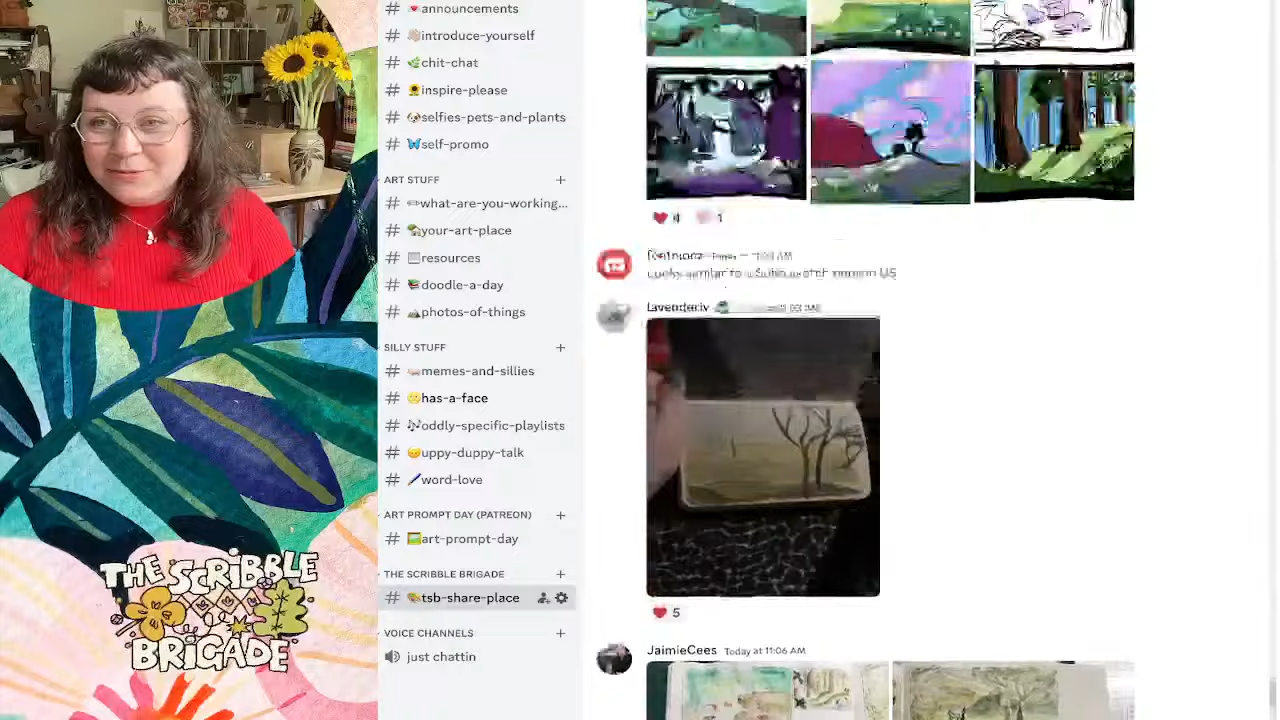 announcements
introduce-yourself
chit-chat
inspire-please
selfies-pets-and-plants
self-promo
ART STUFF
what-are-you-working...
your-art-place
resources
doodle-a-day
photos-of-things
SILLY STUFF
memes-and-sillies
has-a-face
oddly-specific-playlists
uppy-duppy-talk
word-love
ART PROMPT DAY (PATREON)
art-prompt-day
THE SCRIBBLE BRIGADE
tsb-share-place
VOICE CHANNELS
just chattin
THE SCRIBBLE
BRIGADE
4 1
similar to
US
5
JaimieCees Today at 11:06 AM